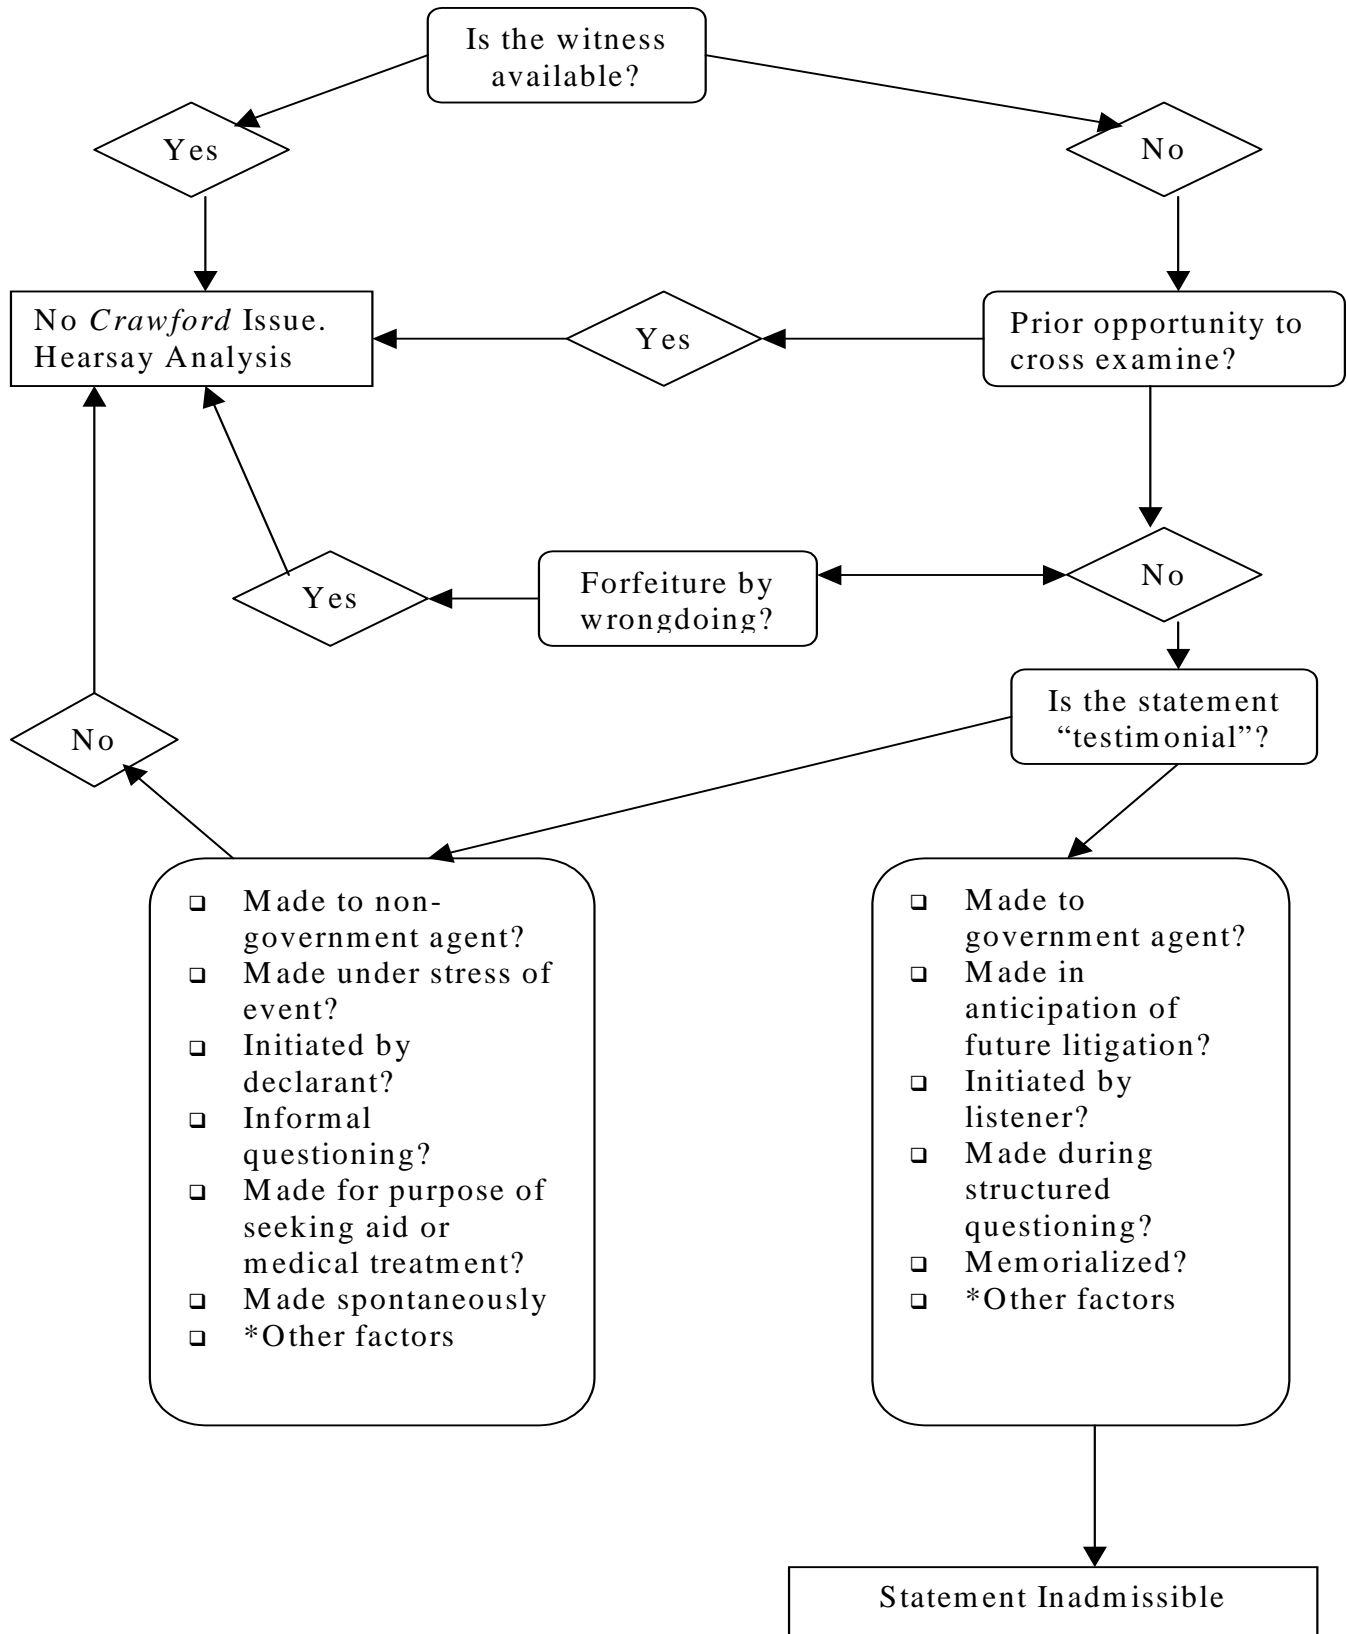 Is the witness
available?
Yes
No
No Crawford Issue.
Hearsay Analysis
Yes
Prior opportunity to
cross examine?
Yes
Forfeiture by
wrongdoing?
No
Is the statement
“testimonial”?
No
❑ Made to non-
government agent?
❑ Made under stress of
event?
❑ Initiated by
declarant?
❑ Informal
questioning?
❑ Made for purpose of
seeking aid or
medical treatment?
❑ Made spontaneously
❑ *Other factors
❑ Made to
government agent?
❑ Made in
anticipation of
future litigation?
❑ Initiated by
listener?
❑ Made during
structured
questioning?
❑ Memorialized?
❑ *Other factors
Statement Inadmissible